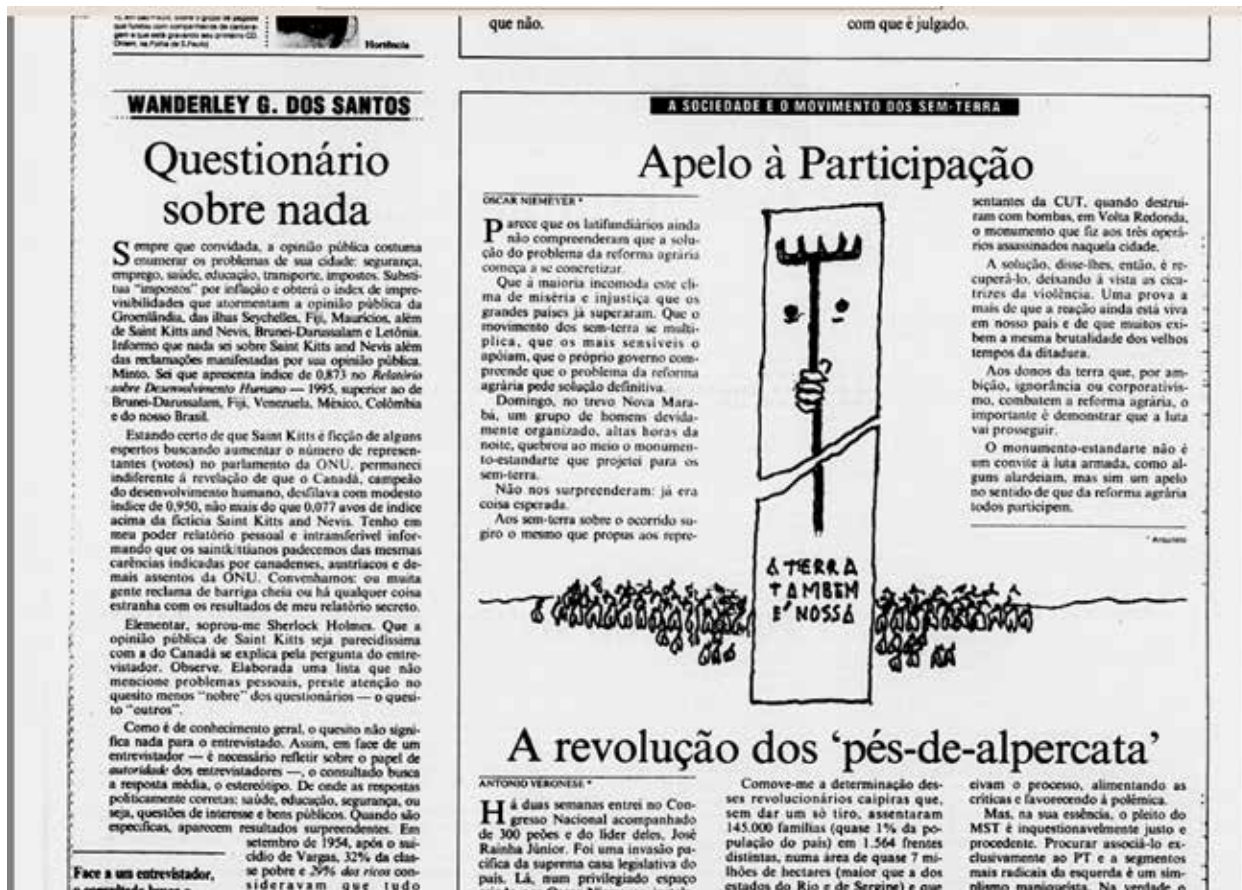 que fundou com companheiras de
gem e que está gravando seu primeiro CD.
Ontem, na Folha de S.Paulo)
Hortência
que não.
com que é julgado.
WANDERLEY G. DOS SANTOS
Questionário
sobre nada
Sempre que convidada, a opinião pública costuma
enumerar os problemas de sua cidade: segurança,
emprego, saúde, educação, transporte, impostos. Substi-
tua "impostos" por inflação e obterá o index de impre-
visibilidades que atormentam a opinião pública da
Groenlândia, das ilhas Seychelles, Fiji, Maurícios, além
de Saint Kitts and Nevis, Brunei-Darussalam e Letônia.
Informo que nada sei sobre Saint Kitts and Nevis além
das reclamações manifestadas por sua opinião pública.
Minto. Sei que apresenta índice de 0,873 no Relatório
sobre Desenvolvimento Humano — 1995, superior ao de
Brunei-Darussalam, Fiji, Venezuela, México, Colômbia
e do nosso Brasil.
Estando certo de que Saint Kitts é ficção de alguns
espertos buscando aumentar o número de represen-
tantes (votos) no parlamento da ONU, permaneci
indiferente à revelação de que o Canadá, campeão
do desenvolvimento humano, desfilava com modesto
índice de 0,950, não mais do que 0,077 avos de índice
acima da fictícia Saint Kitts and Nevis. Tenho em
meu poder relatório pessoal e intransferível infor-
mando que os saintkittianos padecemos das mesmas
carências indicadas por canadenses, austríacos e de-
mais assentos da ONU. Convenhamos: ou muita
gente reclama de barriga cheia ou há qualquer coisa
estranha com os resultados de meu relatório secreto.
Elementar, soprou-me Sherlock Holmes. Que a
opinião pública de Saint Kitts seja parecidíssima
com a do Canadá se explica pela pergunta do entre-
vistador. Observe. Elaborada uma lista que não
mencione problemas pessoais, preste atenção no
quesito menos "nobre" dos questionários — o quesi-
to "outros".
Como é de conhecimento geral, o quesito não signi-
fica nada para o entrevistado. Assim, em face de um
entrevistador — é necessário refletir sobre o papel de
autoridade dos entrevistadores —, o consultado busca
a resposta média, o estereótipo. De onde as respostas
politicamente corretas: saúde, educação, segurança, ou
seja, questões de interesse e bens públicos. Quando são
específicas, aparecem resultados surpreendentes. Em
setembro de 1954, após o sui-
cídio de Vargas, 32% da clas-
se pobre e 29% dos ricos con-
sideravam que tudo
Face a um entrevistador,
o consultado busca a
A SOCIEDADE E O MOVIMENTO DOS SEM-TERRA
Apelo à Participação
OSCAR NIEMEYER *
Parece que os latifundiários ainda
não compreenderam que a solu-
ção do problema da reforma agrária
começa a se concretizar.
Que à maioria incomoda este cli-
ma de miséria e injustiça que os
grandes países já superaram. Que o
movimento dos sem-terra se multi-
plica, que os mais sensíveis o
apóiam, que o próprio governo com-
preende que o problema da reforma
agrária pede solução definitiva.
Domingo, no trevo Nova Mara-
bá, um grupo de homens devida-
mente organizado, altas horas da
noite, quebrou ao meio o monumen-
to-estandarte que projetei para os
sem-terra.
Não nos surpreenderam: já era
coisa esperada.
Aos sem-terra sobre o ocorrido su-
giro o mesmo que propus aos repre-
sentantes da CUT, quando destruí-
ram com bombas, em Volta Redonda,
o monumento que fiz aos três operá-
rios assassinados naquela cidade.
A solução, disse-lhes, então, é re-
cuperá-lo, deixando à vista as cica-
trizes da violência. Uma prova a
mais de que a reação ainda está viva
em nosso país e de que muitos exi-
bem a mesma brutalidade dos velhos
tempos da ditadura.
Aos donos da terra que, por am-
bição, ignorância ou corporativis-
mo, combatem a reforma agrária, o
importante é demonstrar que a luta
vai prosseguir.
O monumento-estandarte não é
um convite à luta armada, como al-
guns alardeiam, mas sim um apelo
no sentido de que da reforma agrária
todos participem.
* Arquiteto
A TERRA
TAMBEM
E' NOSSA
A revolução dos 'pés-de-alpercata'
ANTONIO VERONESE *
Há duas semanas entrei no Con-
gresso Nacional acompanhado
de 300 peões e do líder deles, José
Rainha Júnior. Foi uma invasão pa-
cífica da suprema casa legislativa do
país. Lá, num privilegiado espaço
criado por Oscar Niemeyer
Comove-me a determinação des-
ses revolucionários caipiras que,
sem dar um só tiro, assentaram
145.000 famílias (quase 1% da po-
pulação do país) em 1.564 frentes
distintas, numa área de quase 7 mi-
lhões de hectares (maior que a dos
estados do Rio e de Sergipe) e que
eivam o processo, alimentando as
críticas e favorecendo à polêmica.
Mas, na sua essência, o pleito do
MST é inquestionavelmente justo e
procedente. Procurar associá-lo ex-
clusivamente ao PT e a segmentos
mais radicais da esquerda é um sim-
plismo maniqueísta. Na verdade,